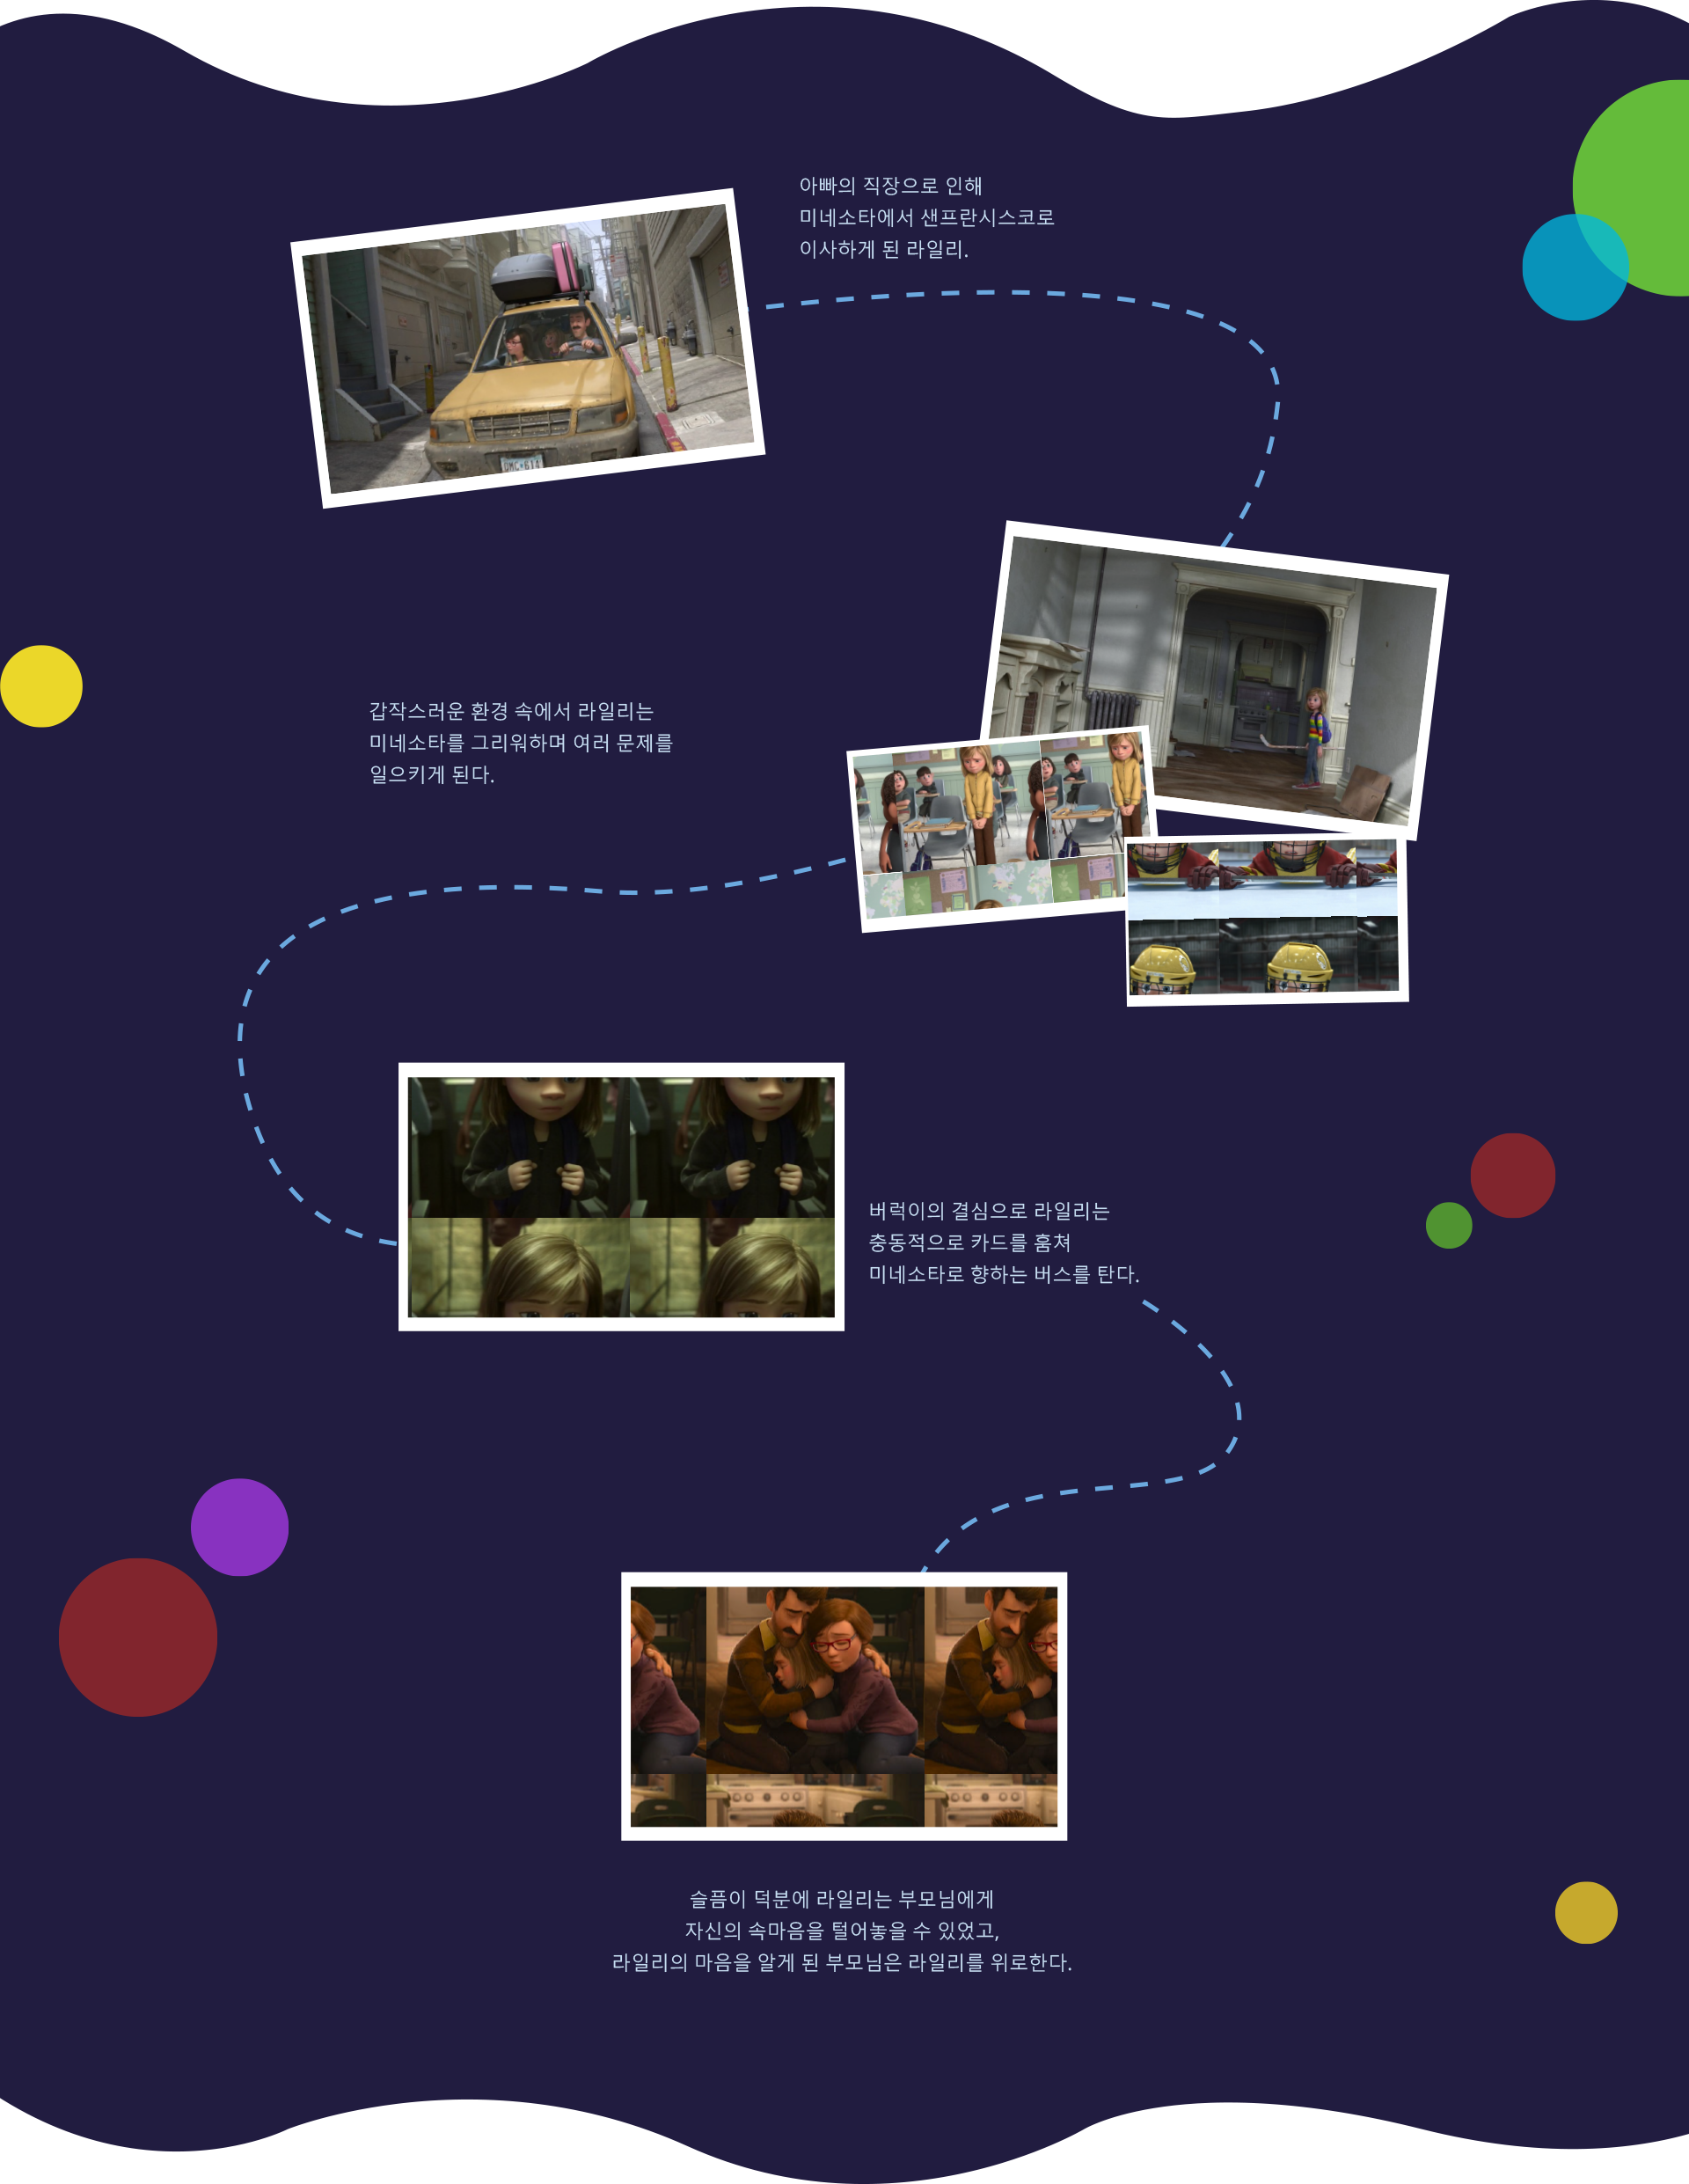 아빠의 직장으로 인해
미네소타에서 샌프란시스코로
이사하게 된 라일리.
갑작스러운 환경 속에서 라일리는
미네소타를 그리워하며 여러 문제를
일으키게 된다.
버럭이의 결심으로 라일리는
충동적으로 카드를 훔쳐
미네소타로 향하는 버스를 탄다.
슬픔이 덕분에 라일리는 부모님에게
자신의 속마음을 털어놓을 수 있었고,
라일리의 마음을 알게 된 부모님은 라일리를 위로한다.